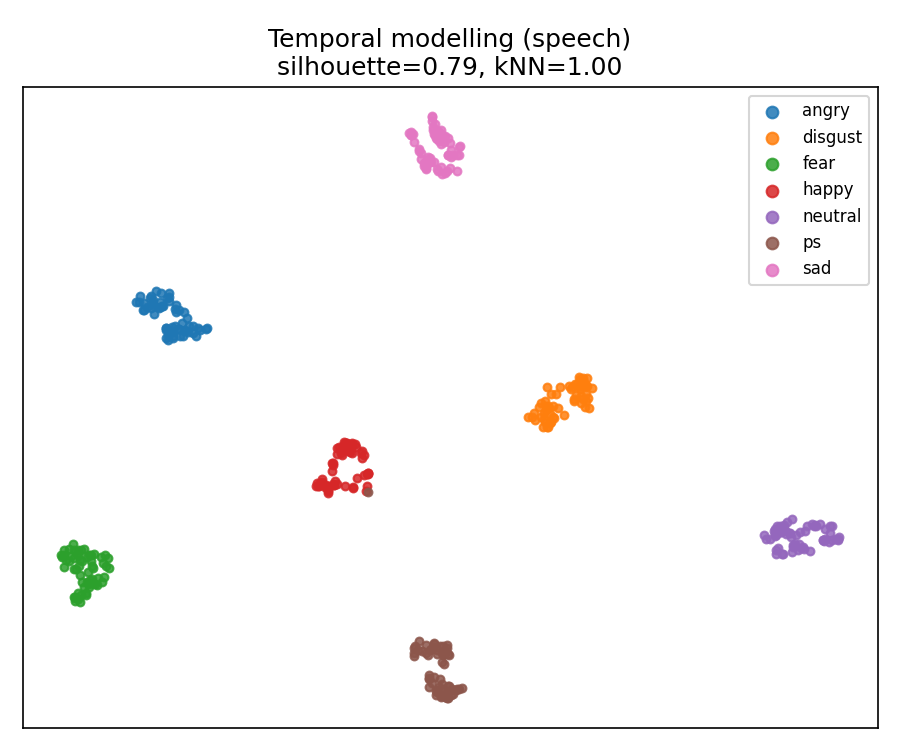 Temporal modelling (speech)
silhouette=0.79, kNN=1.00
angry
disgust
fear
happy
neutral
ps
sad